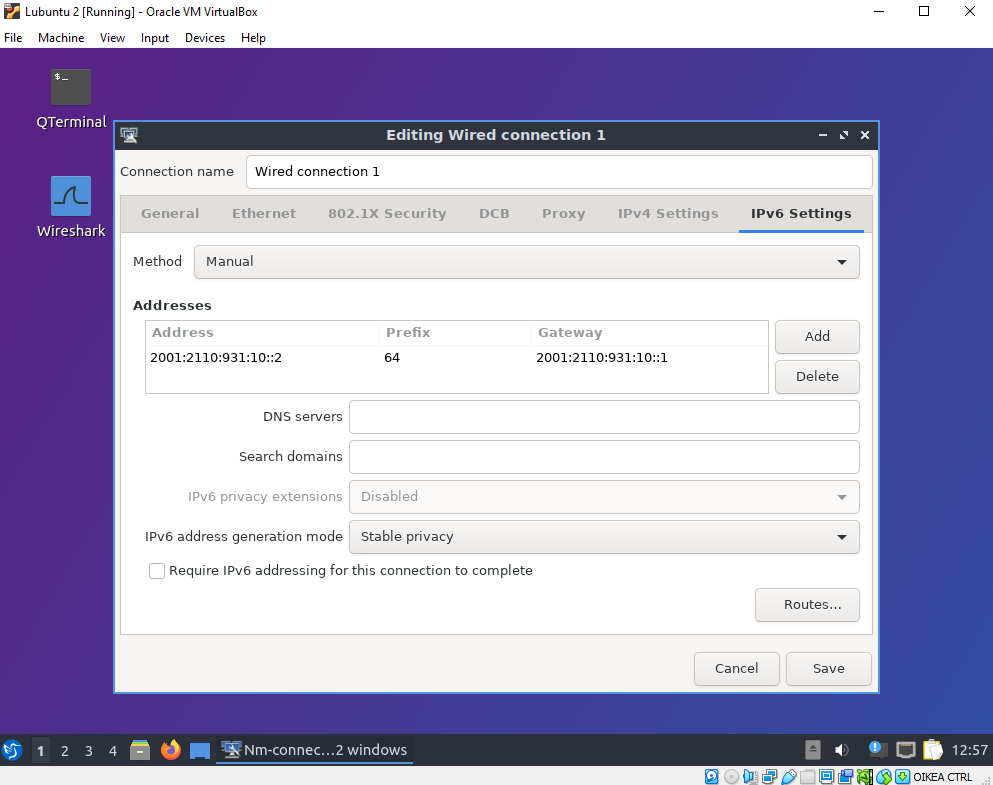 Lubuntu 2 [Running] - Oracle VM VirtualBox
File Machine View Input Devices Help
$_
QTerminal
Wireshark
Editing Wired connection 1
Connection name Wired connection 1
General Ethernet 802.1X Security DCB Proxy IPv4 Settings IPv6 Settings
Method Manual
Addresses
Address Prefix Gateway
2001:2110:931:10::2 64 2001:2110:931:10::1
Add
Delete
DNS servers
Search domains
IPv6 privacy extensions Disabled
IPv6 address generation mode Stable privacy
Require IPv6 addressing for this connection to complete
Routes...
Cancel Save
1 2 3 4 Nm-connec...2 windows 12:57
OIKEA CTRL